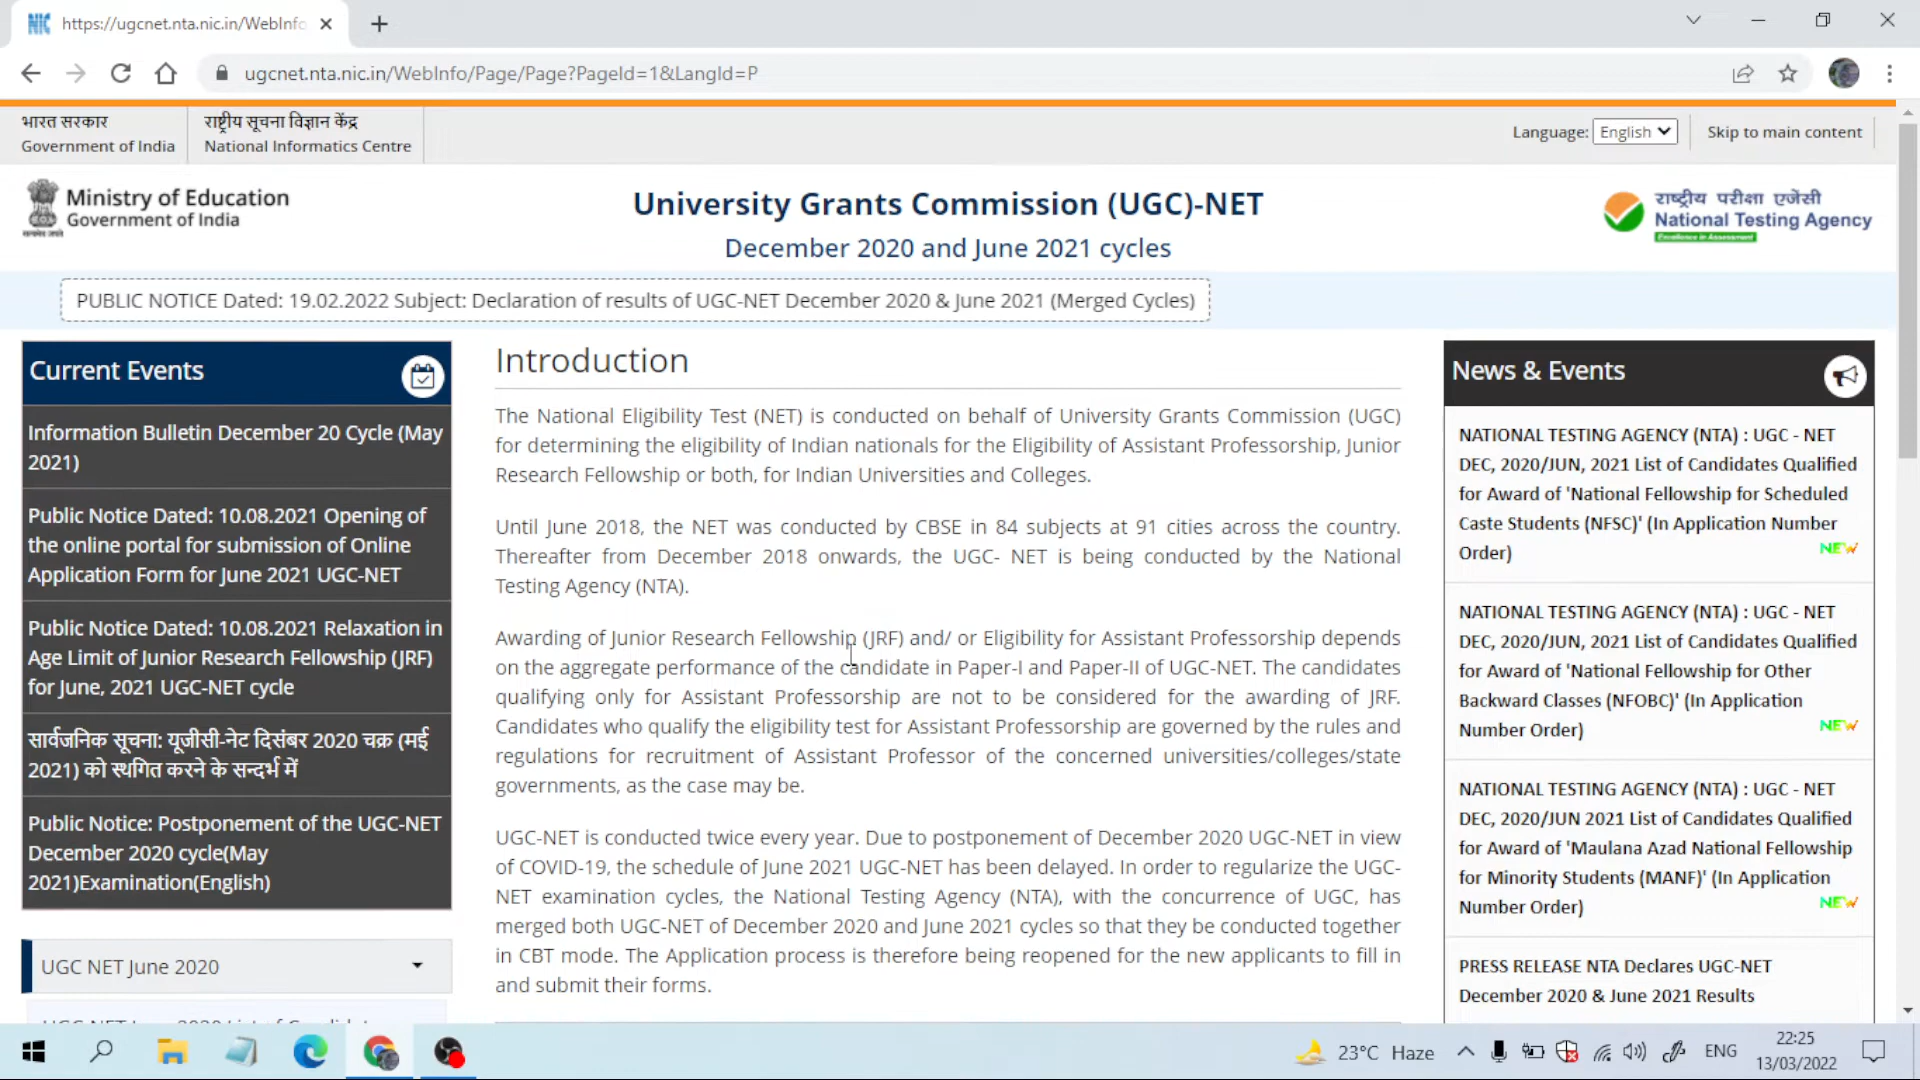 https://ugcnet.nta.nic.in/WebInfo
ugcnet.nta.nic.in/WebInfo/Page/Page?PageId=1&LangId=P
भारत सरकार
Government of India
राष्ट्रीय सूचना विज्ञान केंद्र
National Informatics Centre
Language: English
Skip to main content
Ministry of Education
Government of India
University Grants Commission (UGC)-NET
December 2020 and June 2021 cycles
राष्ट्रीय परीक्षा एजेंसी
National Testing Agency
Excellence in Assessment
PUBLIC NOTICE Dated: 19.02.2022 Subject: Declaration of results of UGC-NET December 2020 & June 2021 (Merged Cycles)
Current Events
Information Bulletin December 20 Cycle (May
2021)
Public Notice Dated: 10.08.2021 Opening of
the online portal for submission of Online
Application Form for June 2021 UGC-NET
Public Notice Dated: 10.08.2021 Relaxation in
Age Limit of Junior Research Fellowship (JRF)
for June, 2021 UGC-NET cycle
सार्वजनिक सूचना: यूजीसी-नेट दिसंबर 2020 चक्र (मई
2021) को स्थगित करने के सन्दर्भ में
Public Notice: Postponement of the UGC-NET
December 2020 cycle(May
2021)Examination(English)
UGC NET June 2020
Introduction
The National Eligibility Test (NET) is conducted on behalf of University Grants Commission (UGC)
for determining the eligibility of Indian nationals for the Eligibility of Assistant Professorship, Junior
Research Fellowship or both, for Indian Universities and Colleges.
Until June 2018, the NET was conducted by CBSE in 84 subjects at 91 cities across the country.
Thereafter from December 2018 onwards, the UGC- NET is being conducted by the National
Testing Agency (NTA).
Awarding of Junior Research Fellowship (JRF) and/ or Eligibility for Assistant Professorship depends
on the aggregate performance of the candidate in Paper-I and Paper-II of UGC-NET. The candidates
qualifying only for Assistant Professorship are not to be considered for the awarding of JRF.
Candidates who qualify the eligibility test for Assistant Professorship are governed by the rules and
regulations for recruitment of Assistant Professor of the concerned universities/colleges/state
governments, as the case may be.
UGC-NET is conducted twice every year. Due to postponement of December 2020 UGC-NET in view
of COVID-19, the schedule of June 2021 UGC-NET has been delayed. In order to regularize the UGC-
NET examination cycles, the National Testing Agency (NTA), with the concurrence of UGC, has
merged both UGC-NET of December 2020 and June 2021 cycles so that they be conducted together
in CBT mode. The Application process is therefore being reopened for the new applicants to fill in
and submit their forms.
News & Events
NATIONAL TESTING AGENCY (NTA) : UGC - NET
DEC, 2020/JUN, 2021 List of Candidates Qualified
for Award of 'National Fellowship for Scheduled
Caste Students (NFSC)' (In Application Number
Order) NEW
NATIONAL TESTING AGENCY (NTA) : UGC - NET
DEC, 2020/JUN, 2021 List of Candidates Qualified
for Award of 'National Fellowship for Other
Backward Classes (NFOBC)' (In Application
Number Order) NEW
NATIONAL TESTING AGENCY (NTA) : UGC - NET
DEC, 2020/JUN 2021 List of Candidates Qualified
for Award of 'Maulana Azad National Fellowship
for Minority Students (MANF)' (In Application
Number Order) NEW
PRESS RELEASE NTA Declares UGC-NET
December 2020 & June 2021 Results
23°C Haze
ENG
22:25
13/03/2022